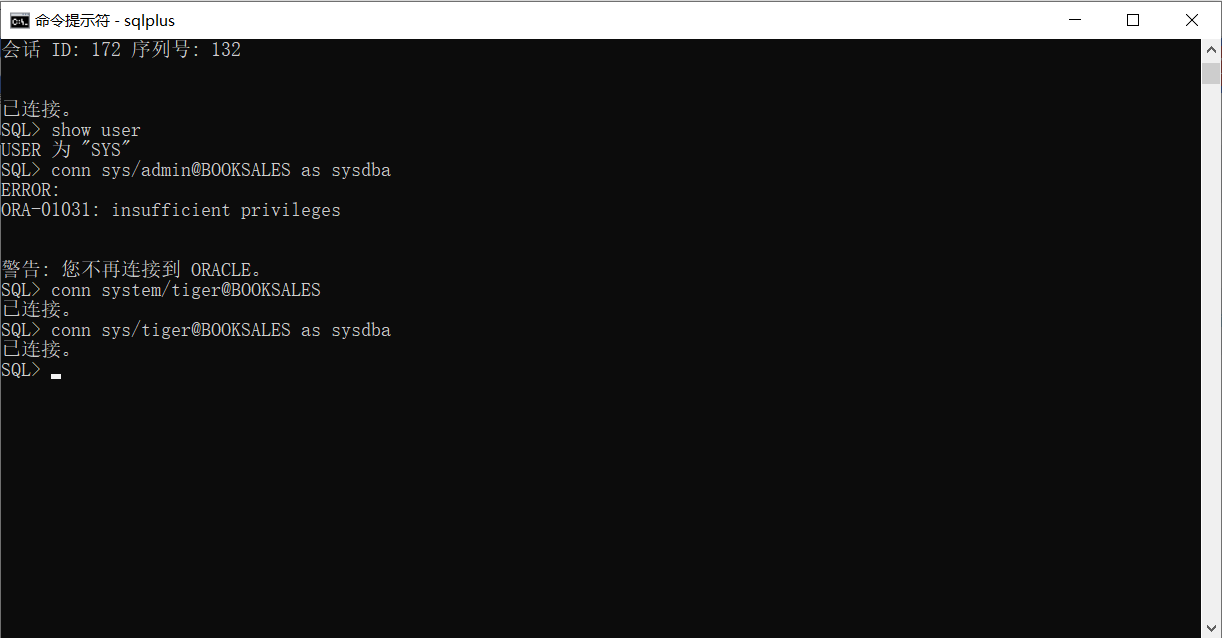 命令提示符 - sqlplus
会话 ID: 172 序列号: 132
已连接。
SQL> show user
USER 为 "SYS"
SQL> conn sys/admin@BOOKSALES as sysdba
ERROR:
ORA-01031: insufficient privileges
警告: 您不再连接到 ORACLE。
SQL> conn system/tiger@BOOKSALES
已连接。
SQL> conn sys/tiger@BOOKSALES as sysdba
已连接。
SQL>